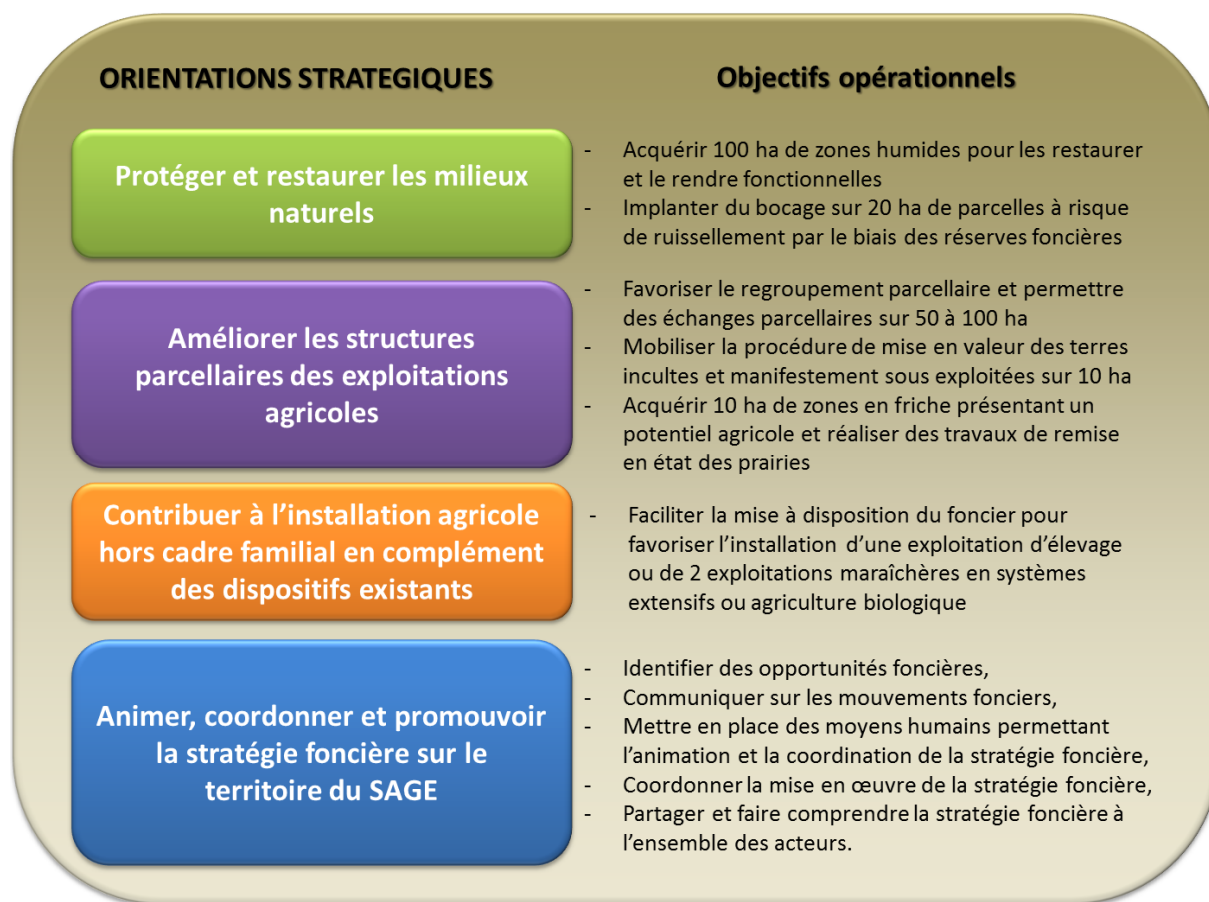 ORIENTATIONS STRATEGIQUES
Objectifs opérationnels
Protéger et restaurer les milieux
naturels
- Acquérir 100 ha de zones humides pour les restaurer
et le rendre fonctionnelles
- Implanter du bocage sur 20 ha de parcelles à risque
de ruissellement par le biais des réserves foncières
Améliorer les structures
parcellaires des exploitations
agricoles
- Favoriser le regroupement parcellaire et permettre
des échanges parcellaires sur 50 à 100 ha
- Mobiliser la procédure de mise en valeur des terres
incultes et manifestement sous exploitées sur 10 ha
- Acquérir 10 ha de zones en friche présentant un
potentiel agricole et réaliser des travaux de remise
en état des prairies
Contribuer à l’installation agricole
hors cadre familial en complément
des dispositifs existants
- Faciliter la mise à disposition du foncier pour
favoriser l’installation d’une exploitation d’élevage
ou de 2 exploitations maraîchères en systèmes
extensifs ou agriculture biologique
Animer, coordonner et promouvoir
la stratégie foncière sur le
territoire du SAGE
- Identifier des opportunités foncières,
- Communiquer sur les mouvements fonciers,
- Mettre en place des moyens humains permettant
l’animation et la coordination de la stratégie foncière,
- Coordonner la mise en œuvre de la stratégie foncière,
- Partager et faire comprendre la stratégie foncière à
l’ensemble des acteurs.